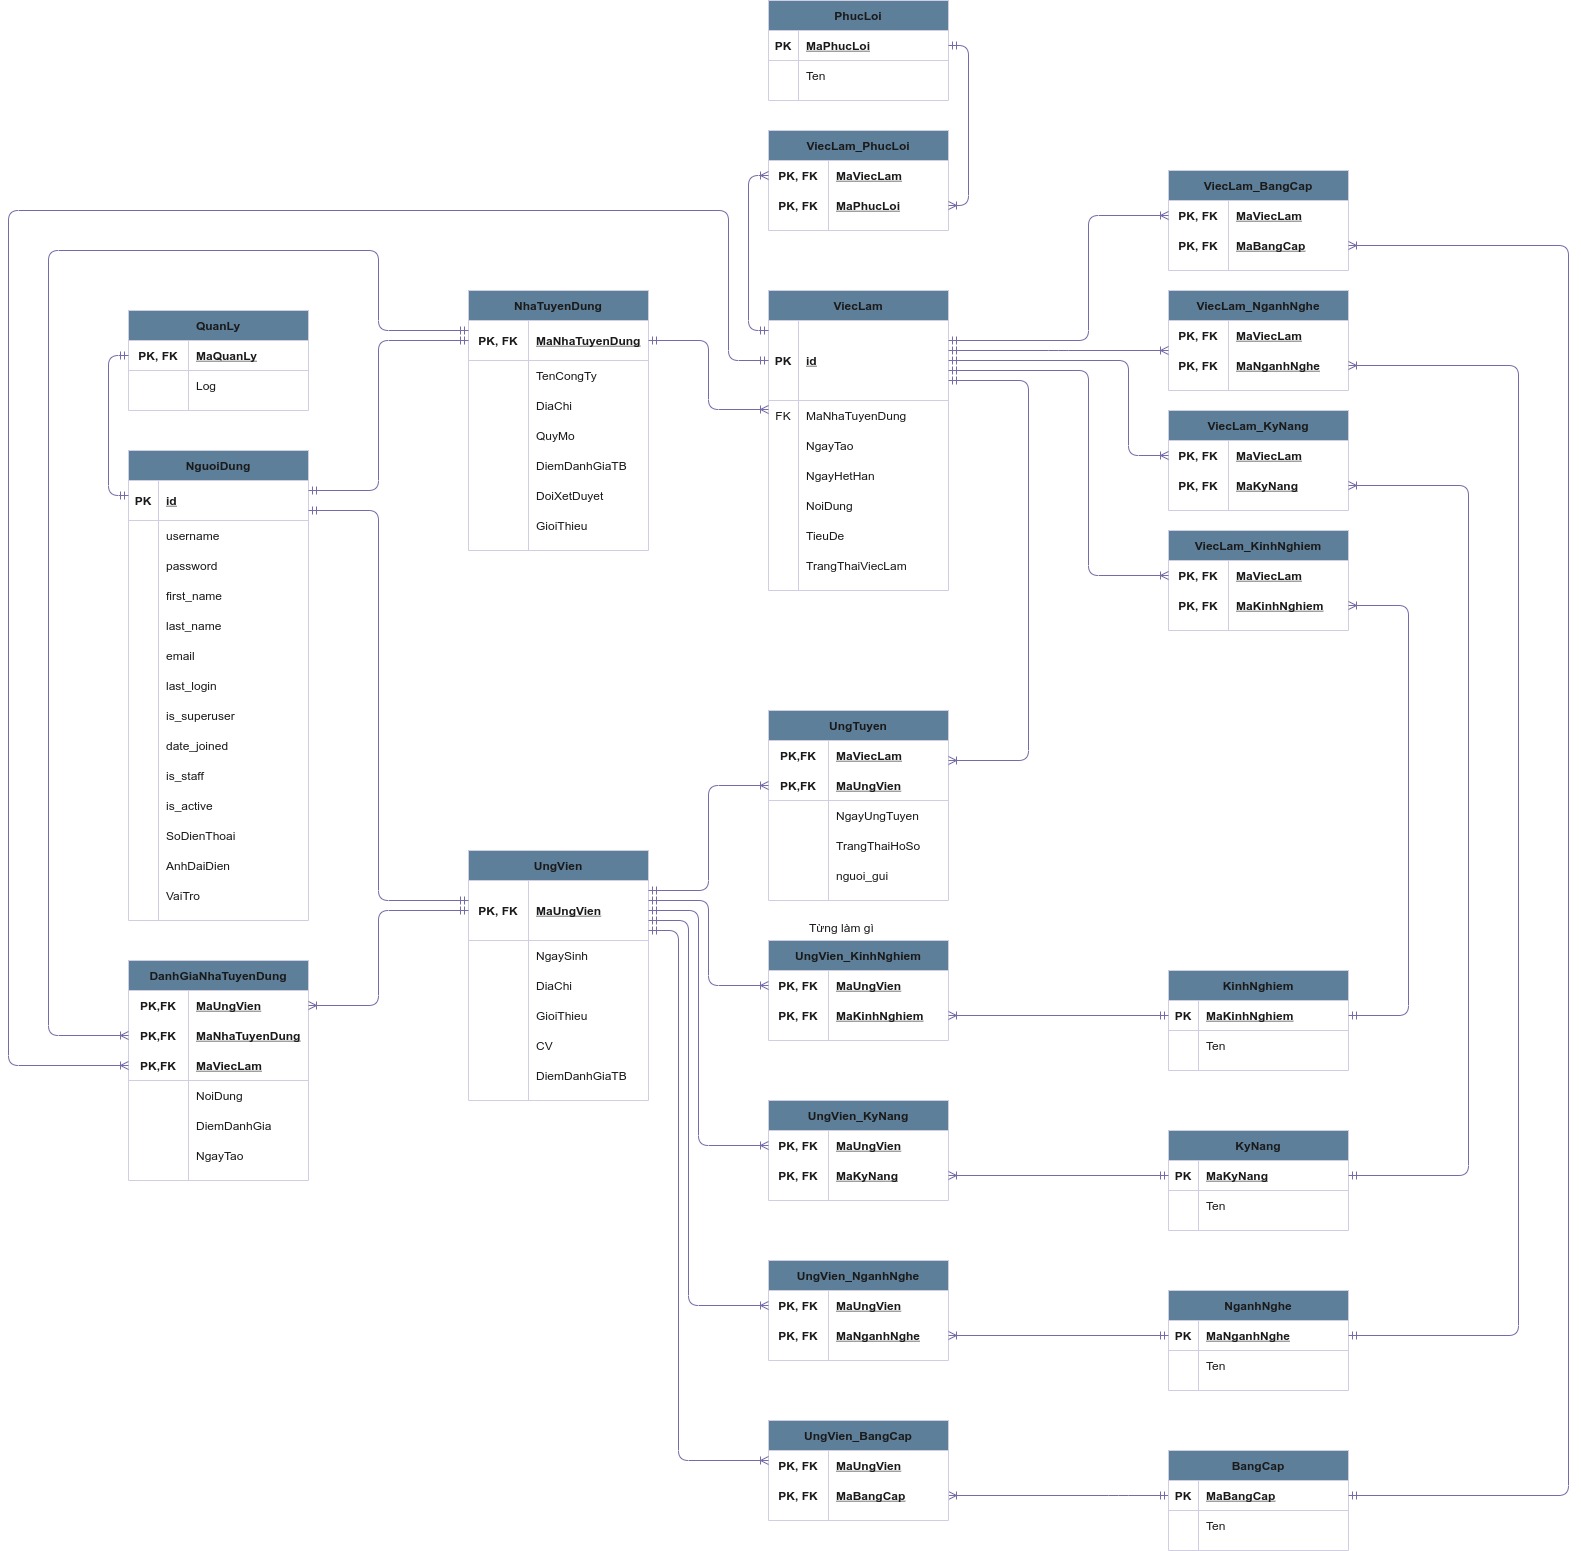 PhucLoi
PK MaPhucLoi
Ten
ViecLam_PhucLoi
PK, FK MaViecLam
PK, FK MaPhucLoi
ViecLam_BangCap
PK, FK MaViecLam
PK, FK MaBangCap
NhaTuyenDung
PK, FK MaNhaTuyenDung
TenCongTy
DiaChi
QuyMo
DiemDanhGiaTB
DoiXetDuyet
GioiThieu
ViecLam
PK id
FK MaNhaTuyenDung
NgayTao
NgayHetHan
NoiDung
TieuDe
TrangThaiViecLam
ViecLam_NganhNghe
PK, FK MaViecLam
PK, FK MaNganhNghe
QuanLy
PK, FK MaQuanLy
Log
ViecLam_KyNang
PK, FK MaViecLam
PK, FK MaKyNang
NguoiDung
PK id
username
password
first_name
last_name
email
last_login
is_superuser
date_joined
is_staff
is_active
SoDienThoai
AnhDaiDien
VaiTro
ViecLam_KinhNghiem
PK, FK MaViecLam
PK, FK MaKinhNghiem
UngTuyen
PK,FK MaViecLam
PK,FK MaUngVien
NgayUngTuyen
TrangThaiHoSo
nguoi_gui
UngVien
PK, FK MaUngVien
NgaySinh
DiaChi
GioiThieu
CV
DiemDanhGiaTB
Từng làm gì
UngVien_KinhNghiem
PK, FK MaUngVien
PK, FK MaKinhNghiem
DanhGiaNhaTuyenDung
PK,FK MaUngVien
PK,FK MaNhaTuyenDung
PK,FK MaViecLam
NoiDung
DiemDanhGia
NgayTao
KinhNghiem
PK MaKinhNghiem
Ten
UngVien_KyNang
PK, FK MaUngVien
PK, FK MaKyNang
KyNang
PK MaKyNang
Ten
UngVien_NganhNghe
PK, FK MaUngVien
PK, FK MaNganhNghe
NganhNghe
PK MaNganhNghe
Ten
UngVien_BangCap
PK, FK MaUngVien
PK, FK MaBangCap
BangCap
PK MaBangCap
Ten